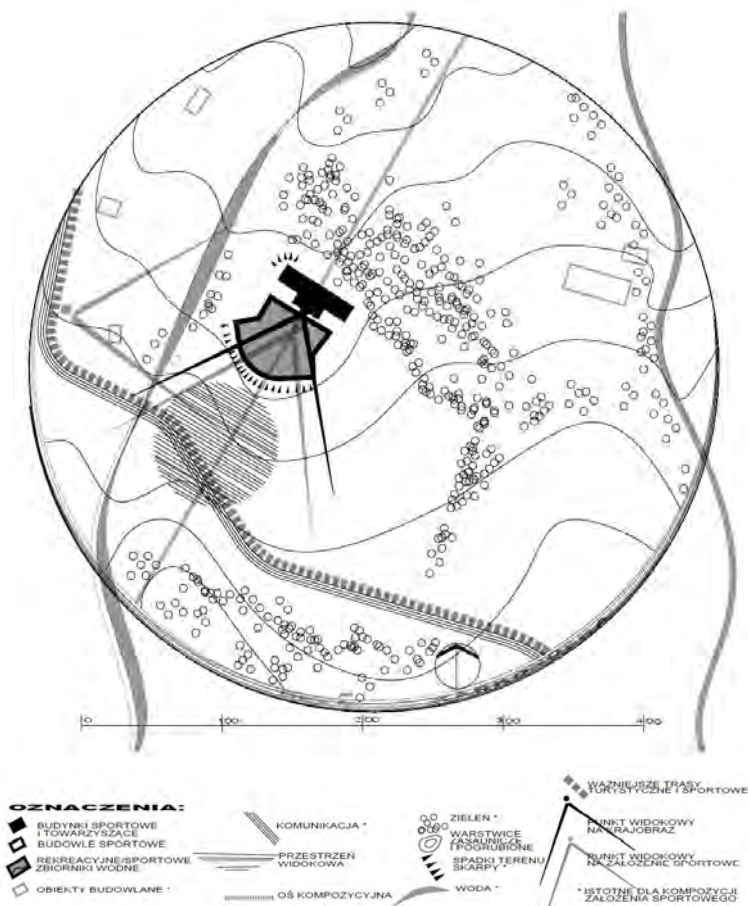 0 100 200 300 400
OZNACZENIA:
BUDYNKI SPORTOWE
I TOWARZYSZĄCE
BUDOWLE SPORTOWE
REKREACYJNE/SPORTOWE
ZBIORNIKI WODNE
OBIEKTY BUDOWLANE *
KOMUNIKACJA *
PRZESTRZEŃ
WIDOKOWA
OŚ KOMPOZYCYJNA
ZIELEŃ *
WARSTWICE
ZASADNICZE
I POGRUBIONE
SPADKI TERENU
SKARPY *
WODA *
WAŻNIEJSZE TRASY
TURYSTYCZNE I SPORTOWE
PUNKT WIDOKOWY
NA KRAJOBRAZ
PUNKT WIDOKOWY
NA ZAŁOŻENIE SPORTOWE
* ISTOTNE DLA KOMPOZYCJI
ZAŁOŻENIA SPORTOWEGO